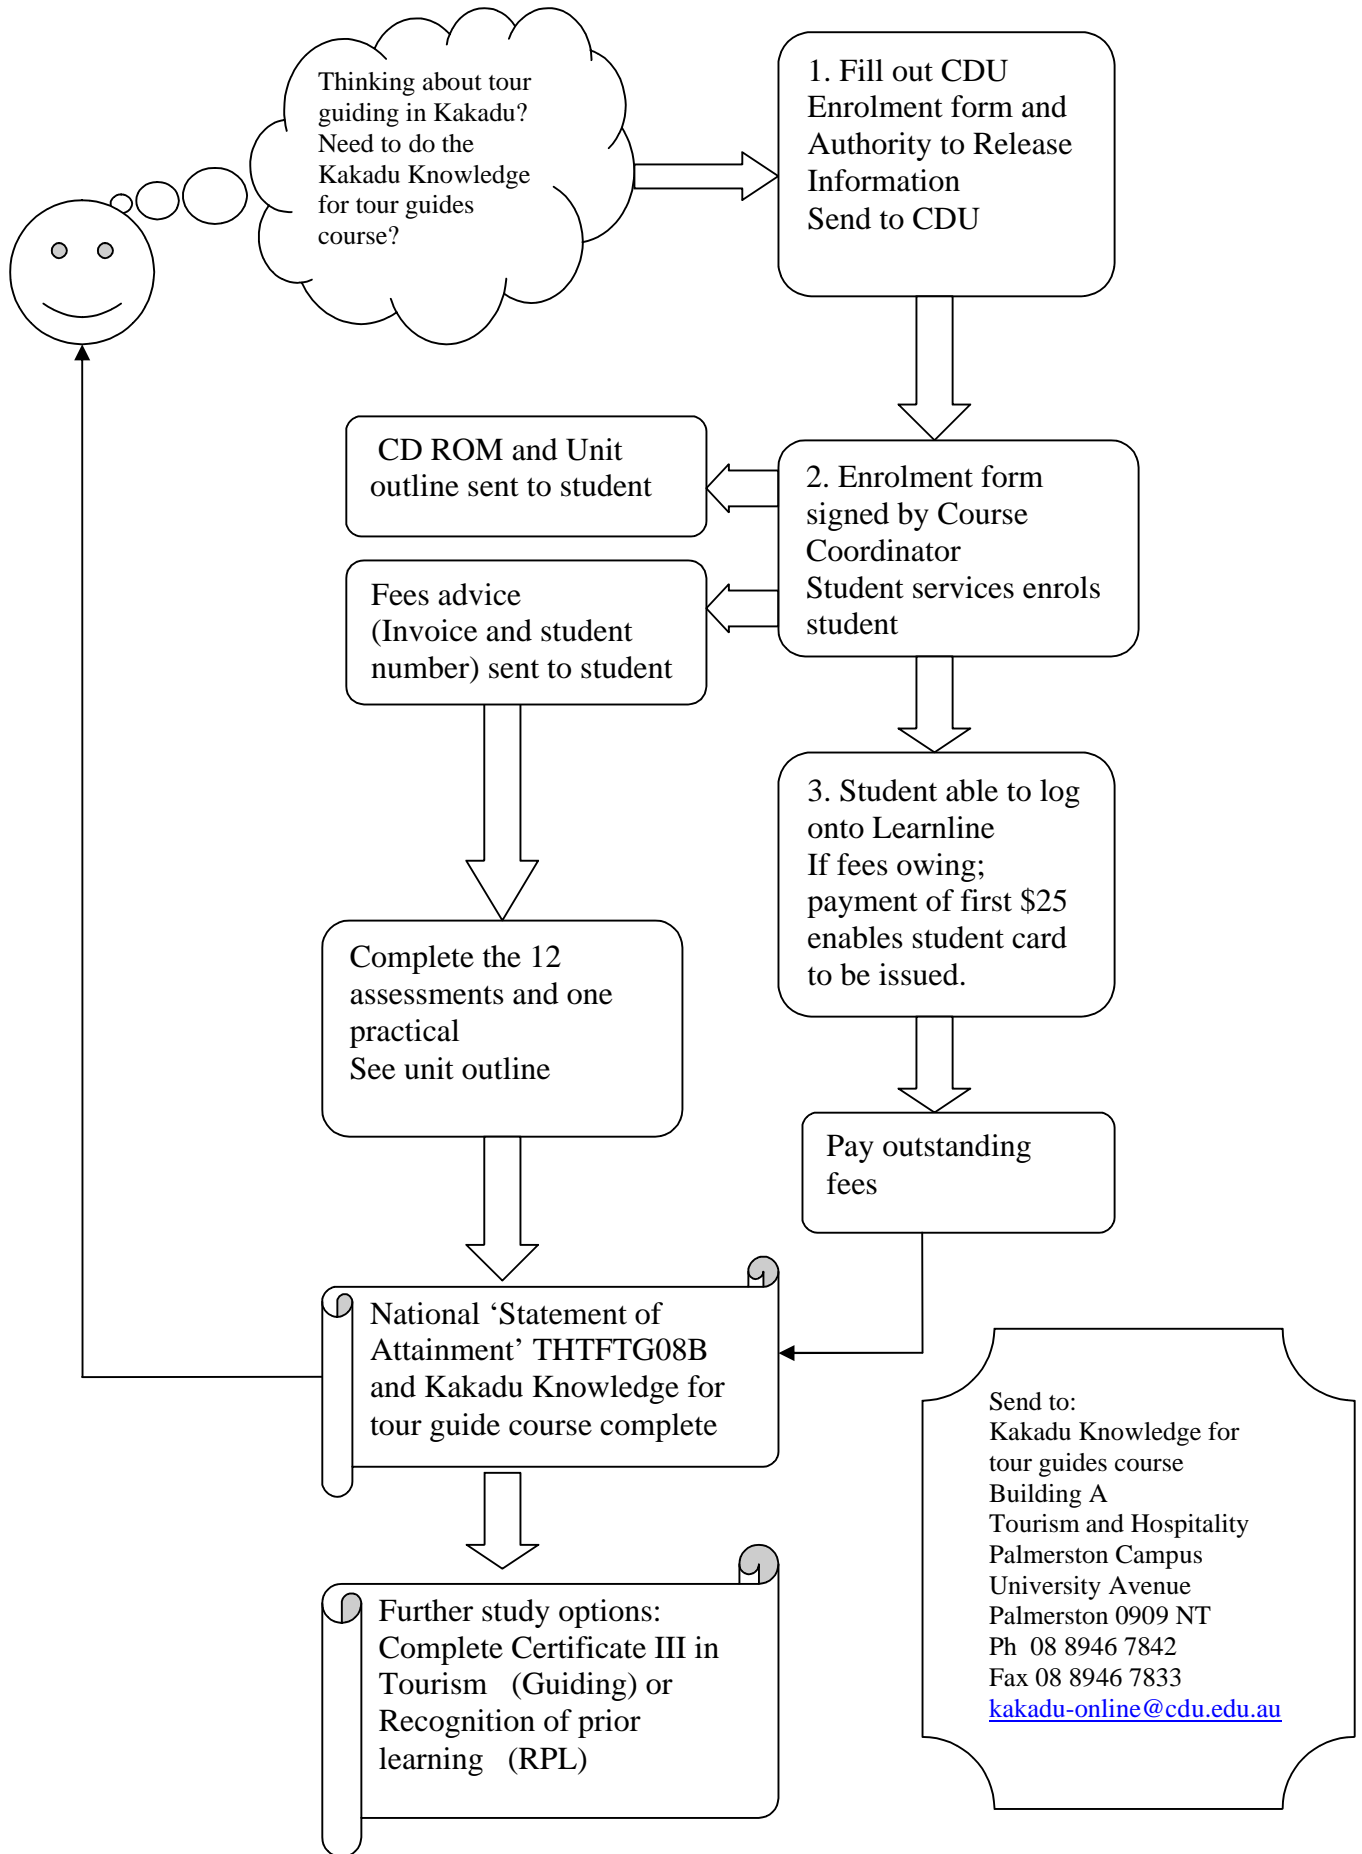 Thinking about tour
guiding in Kakadu?
Need to do the
Kakadu Knowledge
for tour guides
course?
1. Fill out CDU
Enrolment form and
Authority to Release
Information
Send to CDU
CD ROM and Unit
outline sent to student
2. Enrolment form
signed by Course
Coordinator
Student services enrols
student
Fees advice
(Invoice and student
number) sent to student
3. Student able to log
onto Learnline
If fees owing;
payment of first $25
enables student card
to be issued.
Complete the 12
assessments and one
practical
See unit outline
Pay outstanding
fees
National ‘Statement of
Attainment’ THTFTG08B
and Kakadu Knowledge for
tour guide course complete
Send to:
Kakadu Knowledge for
tour guides course
Building A
Tourism and Hospitality
Palmerston Campus
University Avenue
Palmerston 0909 NT
Ph  08 8946 7842
Fax 08 8946 7833
kakadu-online@cdu.edu.au
Further study options:
Complete Certificate III in
Tourism   (Guiding) or
Recognition of prior
learning   (RPL)